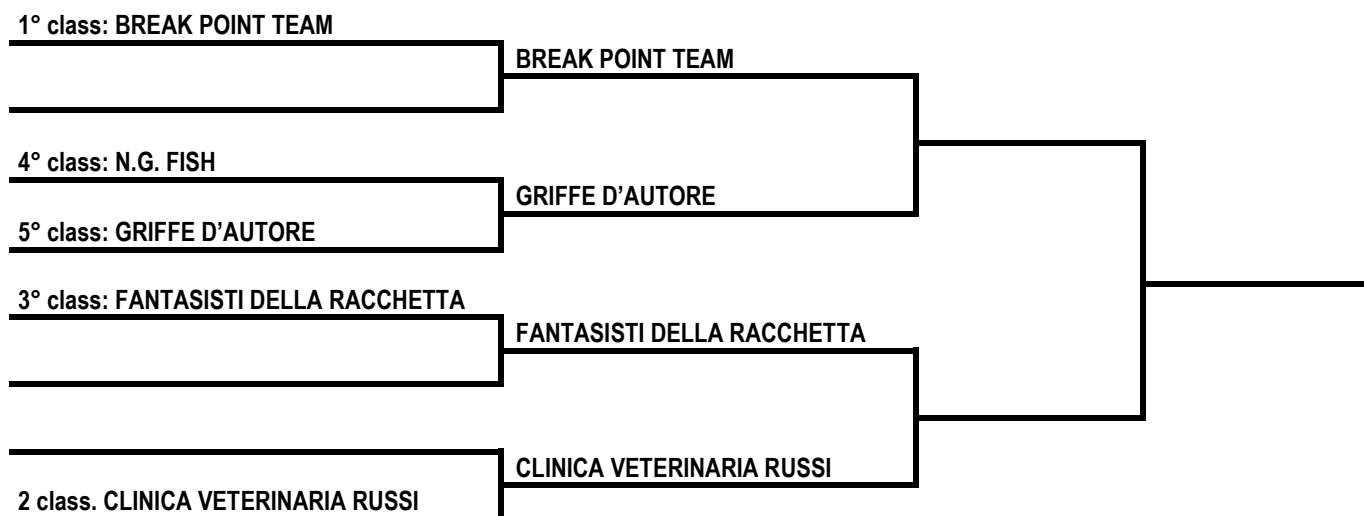 1° class: BREAK POINT TEAM
BREAK POINT TEAM
4° class: N.G. FISH
GRIFFE D’AUTORE
5° class: GRIFFE D’AUTORE
3° class: FANTASISTI DELLA RACCHETTA
FANTASISTI DELLA RACCHETTA
CLINICA VETERINARIA RUSSI
2 class. CLINICA VETERINARIA RUSSI